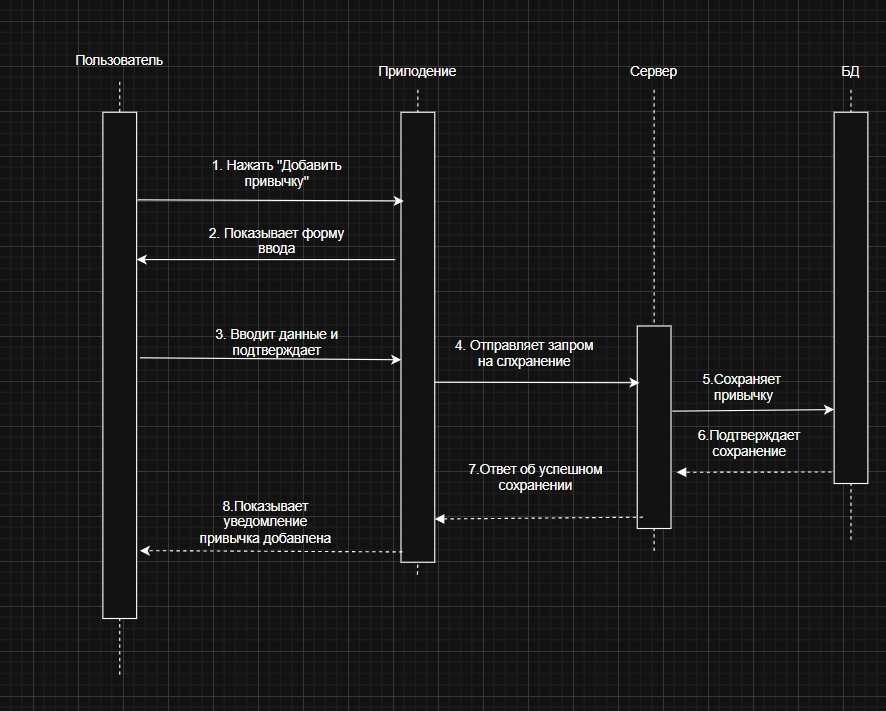 Пользователь
Прилодение
Сервер
БД
1. Нажать "Добавить
привычку"
2. Показывает форму
ввода
3. Вводит данные и
подтверждает
4. Отправляет запром
на слхранение
5.Сохраняет
привычку
6.Подтверждает
сохранение
7.Ответ об успешном
сохранении
8.Показывает
уведомление
привычка добавлена